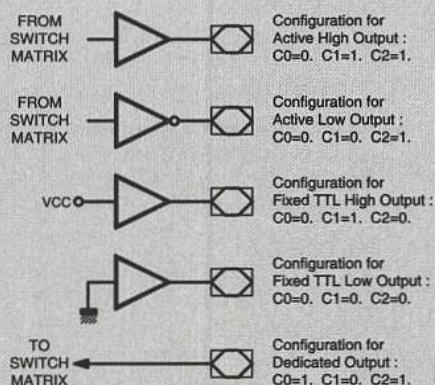 FROM
SWITCH
MATRIX
Configuration for
Active High Output :
C0=0. C1=1. C2=1.
FROM
SWITCH
MATRIX
Configuration for
Active Low Output :
C0=0. C1=0. C2=1.
VCC
Configuration for
Fixed TTL High Output :
C0=0. C1=1. C2=0.
Configuration for
Fixed TTL Low Output :
C0=0. C1=0. C2=0.
TO
SWITCH
MATRIX
Configuration for
Dedicated Output :
C0=1. C1=0. C2=1.